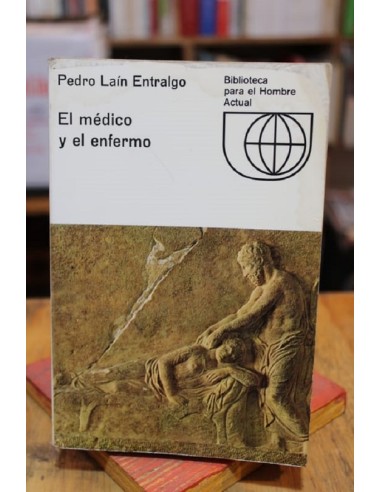 Pedro Laín Entralgo
El médico
y el enfermo
Biblioteca
para el Hombre
Actual